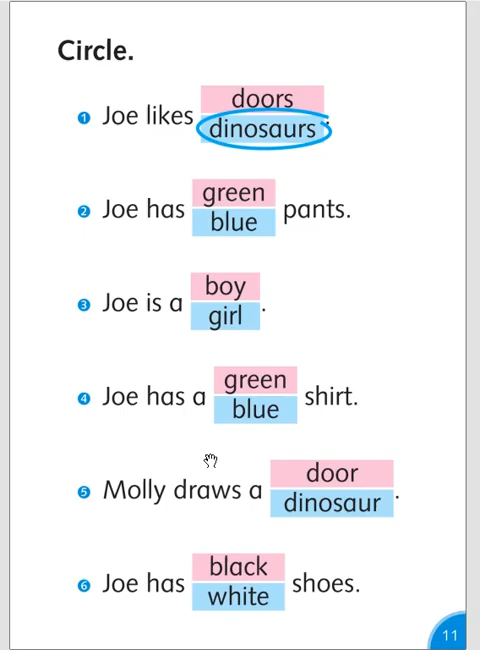 Circle.
doors
1 Joe likes dinosaurs.
green
2 Joe has blue pants.
boy
3 Joe is a girl.
green
4 Joe has a blue shirt.
door
5 Molly draws a dinosaur.
black
6 Joe has white shoes.
11